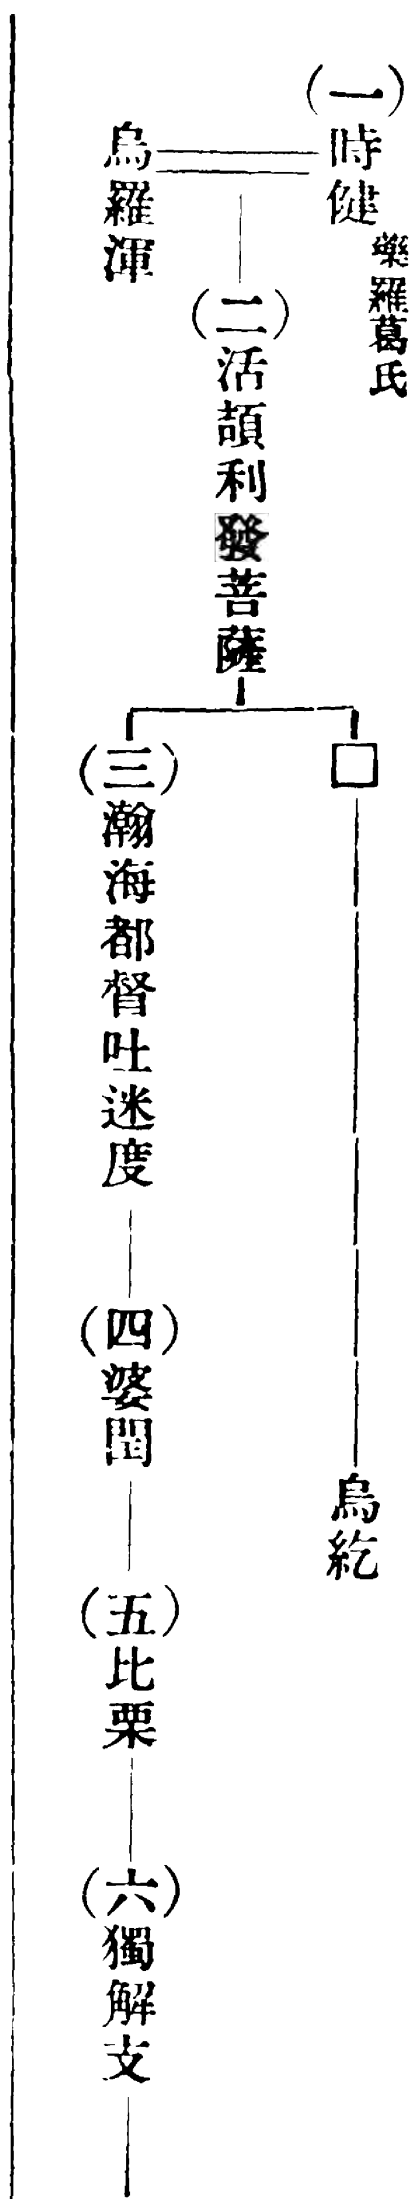 (一)時健
藥羅葛氏
烏羅渾
(二)活頡利發菩薩
□
烏紇
(三)瀚海都督吐迷度
(四)婆閏
(五)比栗
(六)獨解支